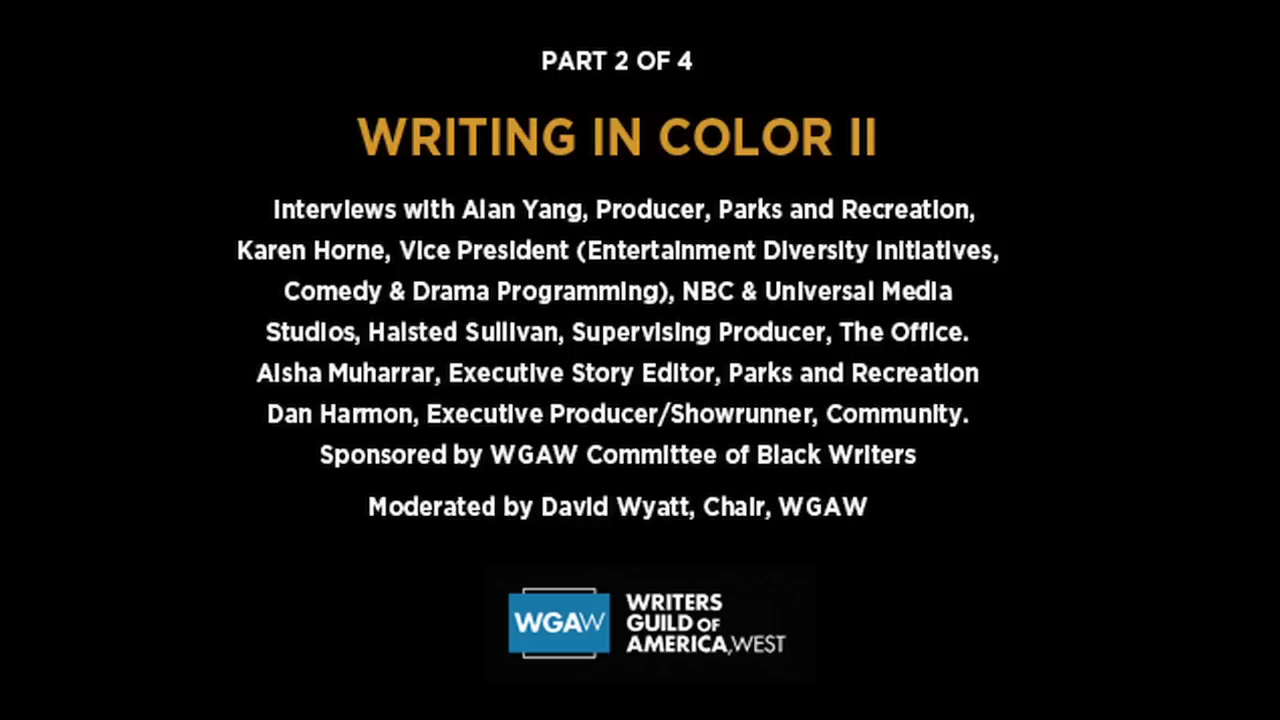 PART 2 OF 4
WRITING IN COLOR II
Interviews with Alan Yang, Producer, Parks and Recreation,
Karen Horne, Vice President (Entertainment Diversity Initiatives,
Comedy & Drama Programming), NBC & Universal Media
Studios, Halsted Sullivan, Supervising Producer, The Office.
Aisha Muharrar, Executive Story Editor, Parks and Recreation
Dan Harmon, Executive Producer/Showrunner, Community.
Sponsored by WGAW Committee of Black Writers
Moderated by David Wyatt, Chair, WGAW
WGAW
WRITERS
GUILD OF
AMERICA, WEST